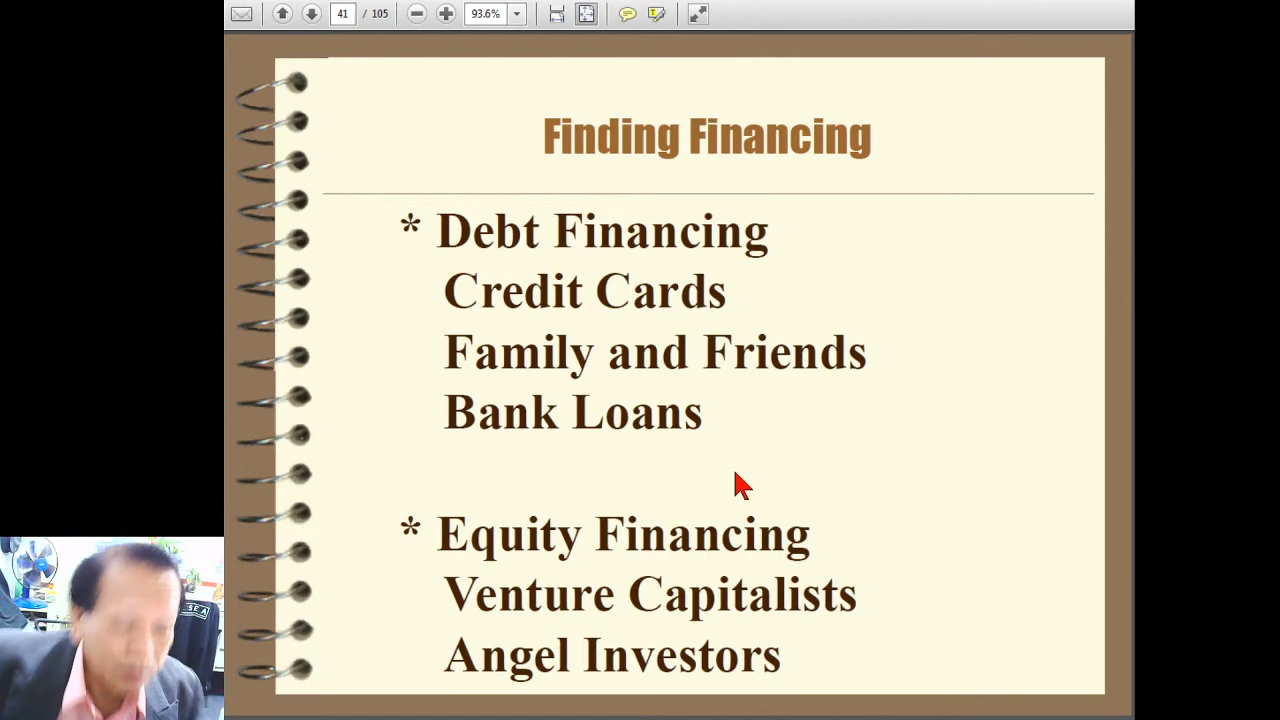 41 / 105 93.6%
Finding Financing
* Debt Financing
Credit Cards
Family and Friends
Bank Loans
* Equity Financing
Venture Capitalists
Angel Investors